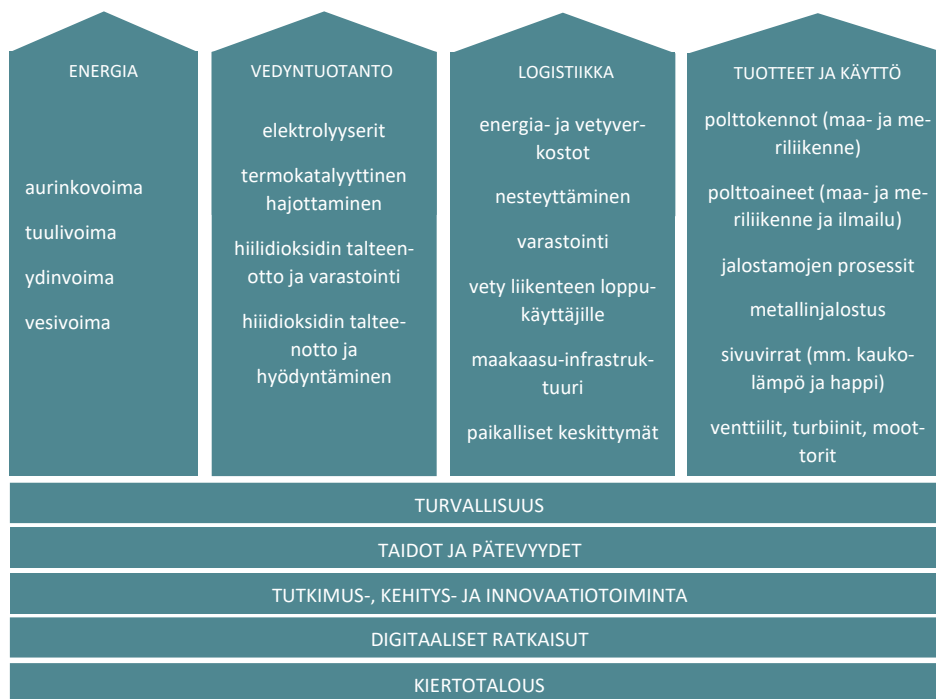 ENERGIA
aurinkovoima
tuulivoima
ydinvoima
vesivoima
VEDYNTUOTANTO
elektrolyyserit
termokatalyyttinen
hajottaminen
hiilidioksidin talteen-
otto ja varastointi
hiiidioksidin taltee-
notto ja
hyödyntäminen
LOGISTIIKKA
energia- ja vetyver-
kostot
nesteyttäminen
varastointi
vety liikenteen loppu-
käyttäjille
maakaasu-infrastruk-
tuuri
paikalliset keskittymät
TUOTTEET JA KÄYTTÖ
polttokennot (maa- ja me-
riliikenne)
polttoaineet (maa- ja me-
riliikenne ja ilmailu)
jalostamojen prosessit
metallinjalostus
sivuvirrat (mm. kauko-
lämpö ja happi)
venttiilit, turbiinit, moot-
torit
TURVALLISUUS
TAIDOT JA PÄTEVYYDET
TUTKIMUS-, KEHITYS- JA INNOVAATIOTOIMINTA
DIGITAALISET RATKAISUT
KIERTOTALOUS